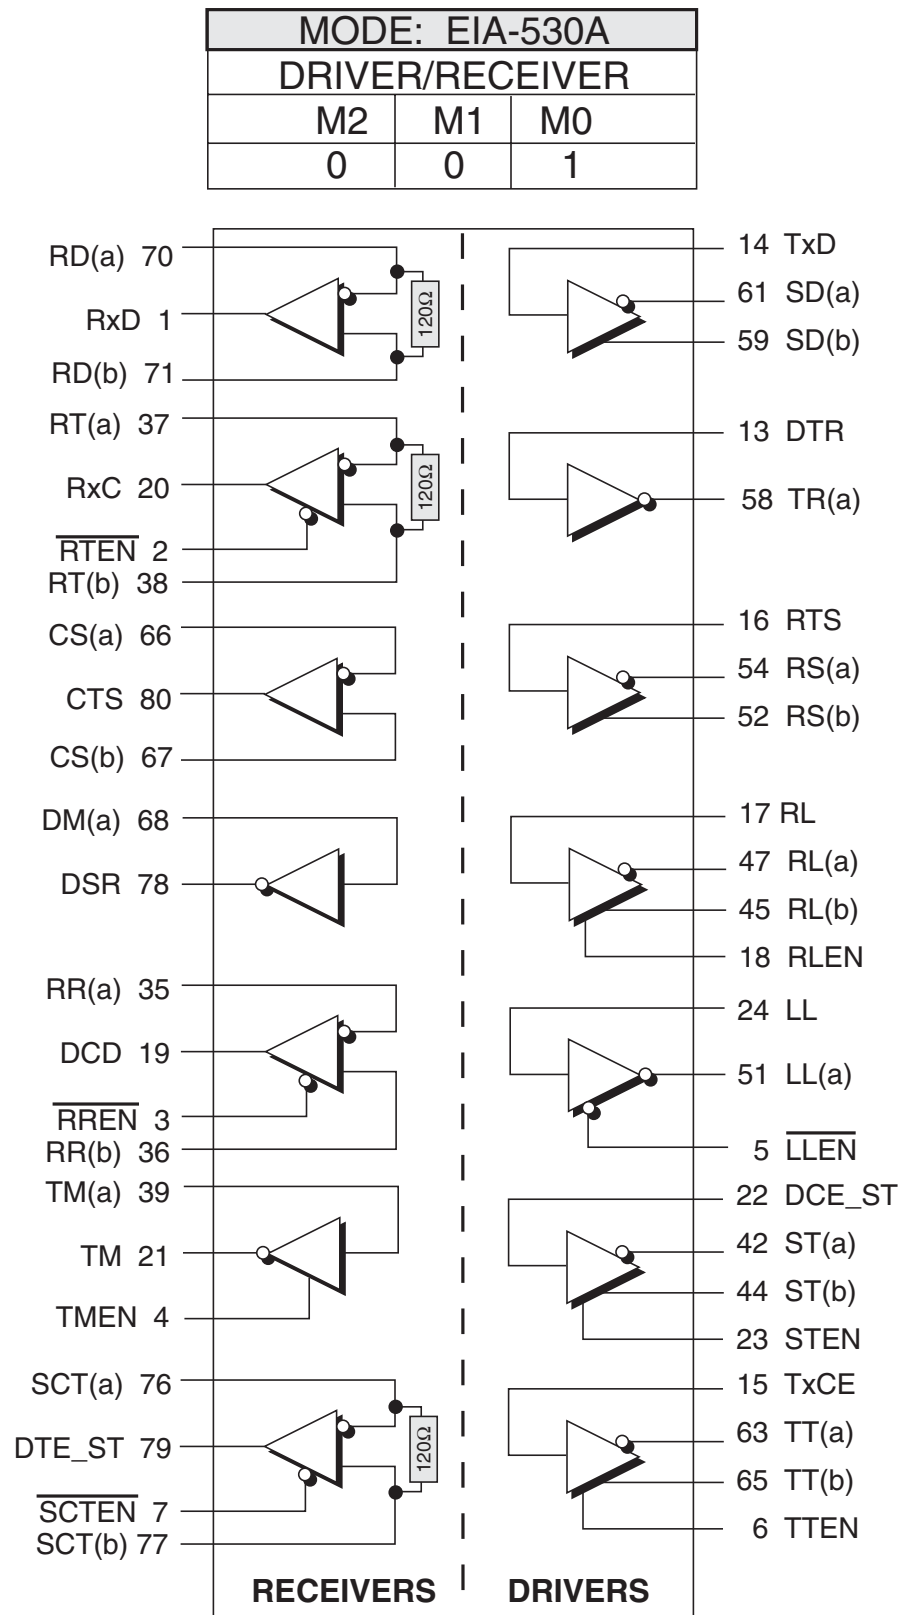 MODE: EIA-530A
DRIVER/RECEIVER
M2 M1 M0
0 0 1
RD(a) 70
RxD 1
RD(b) 71
120Ω
RT(a) 37
RxC 20
RTEN 2
RT(b) 38
120Ω
CS(a) 66
CTS 80
CS(b) 67
DM(a) 68
DSR 78
RR(a) 35
DCD 19
RREN 3
RR(b) 36
TM(a) 39
TM 21
TMEN 4
SCT(a) 76
DTE_ST 79
SCTEN 7
SCT(b) 77
120Ω
RECEIVERS
14 TxD
61 SD(a)
59 SD(b)
13 DTR
58 TR(a)
16 RTS
54 RS(a)
52 RS(b)
17 RL
47 RL(a)
45 RL(b)
18 RLEN
24 LL
51 LL(a)
5 LLEN
22 DCE_ST
42 ST(a)
44 ST(b)
23 STEN
15 TxCE
63 TT(a)
65 TT(b)
6 TTEN
DRIVERS